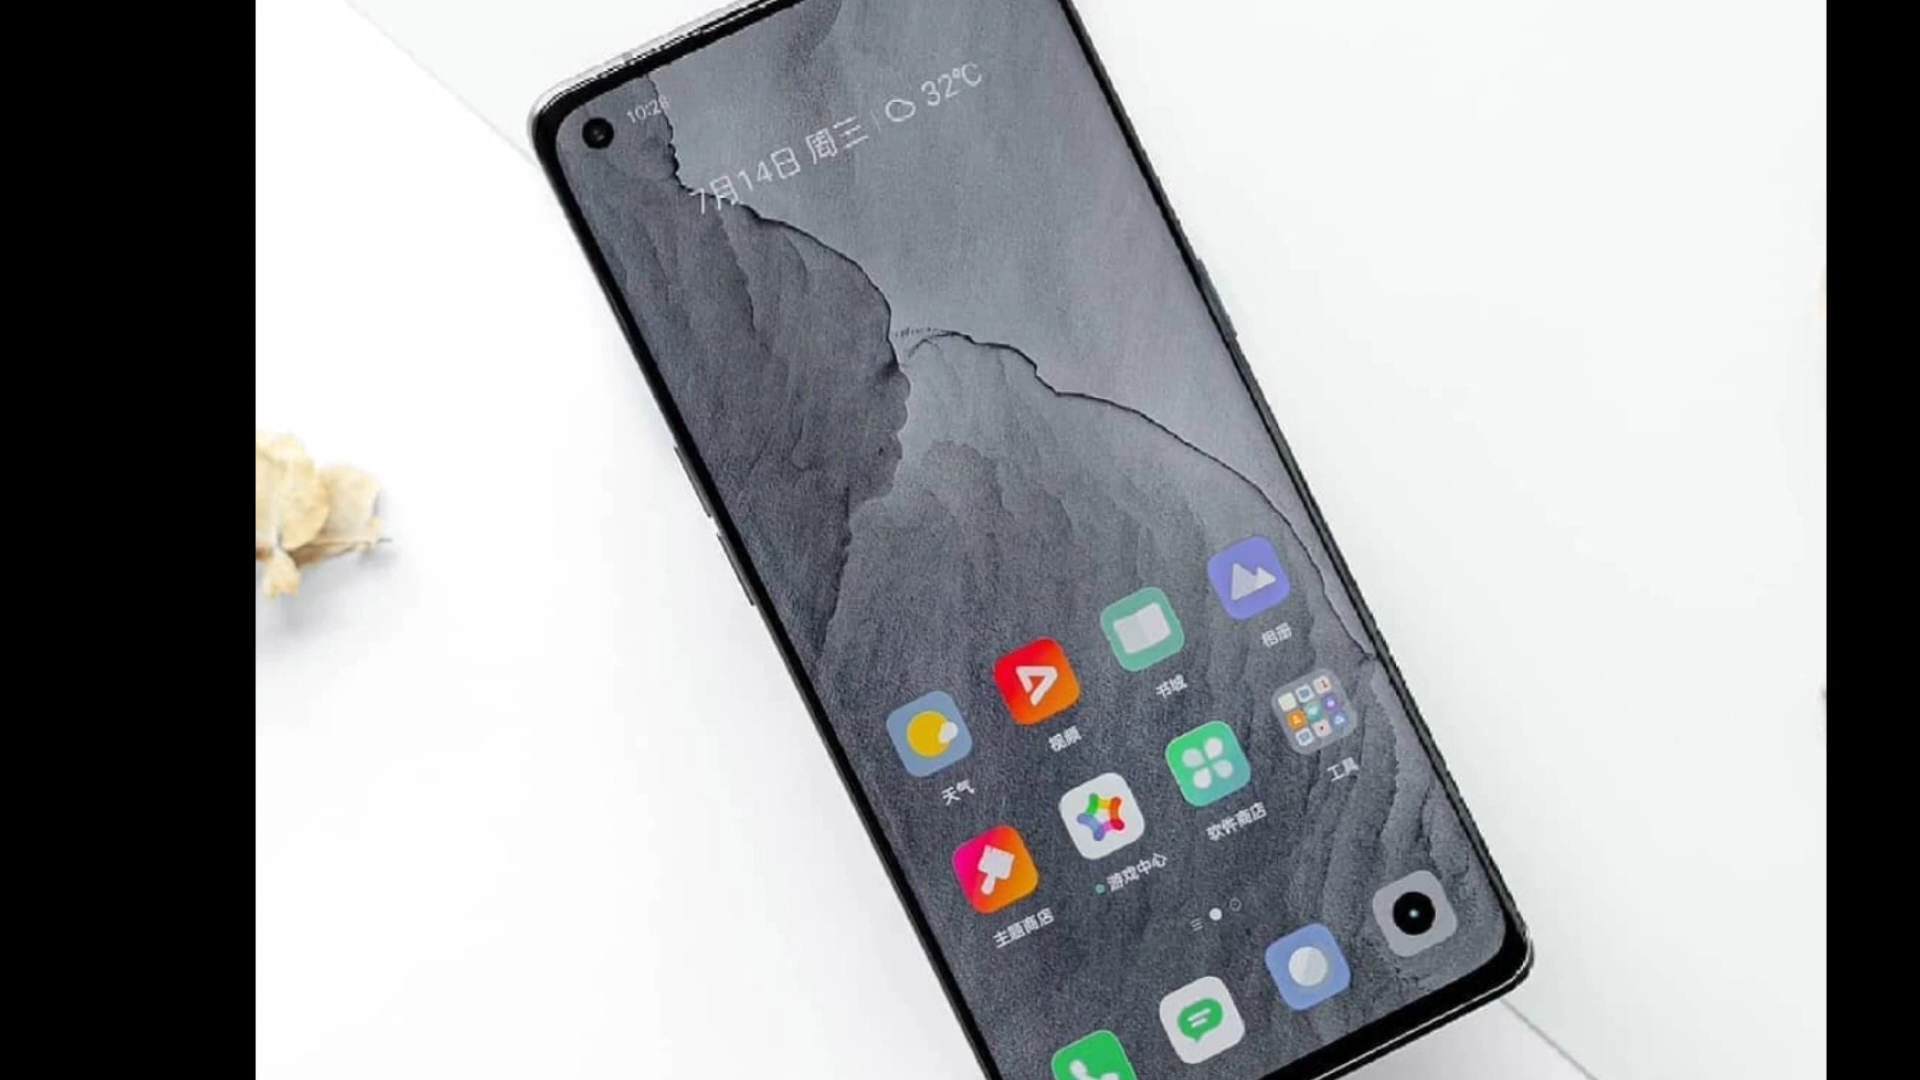 10:28
7月14日 周三 | 32℃
天气
视频
书城
相册
主题商店
游戏中心
软件商店
工具